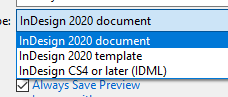 e: InDesign 2020 document
InDesign 2020 document
InDesign 2020 template
InDesign CS4 or later (IDML)
Always Save Preview